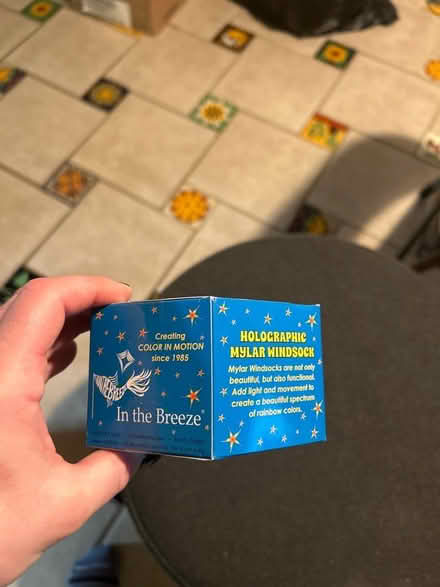 Creating
COLOR IN MOTION
since 1985
In the Breeze
HOLOGRAPHIC
MYLAR WINDSOCK
Mylar Windsocks are not only
beautiful, but also functional.
Add light and movement to
create a beautiful spectrum
of rainbow colors.